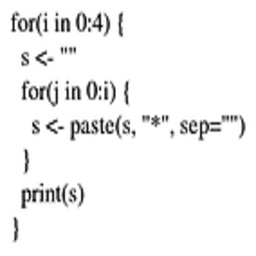 for(i in 0:4) {
s <- ""
for(j in 0:i) {
s <- paste(s, "*", sep="")
}
print(s)
}